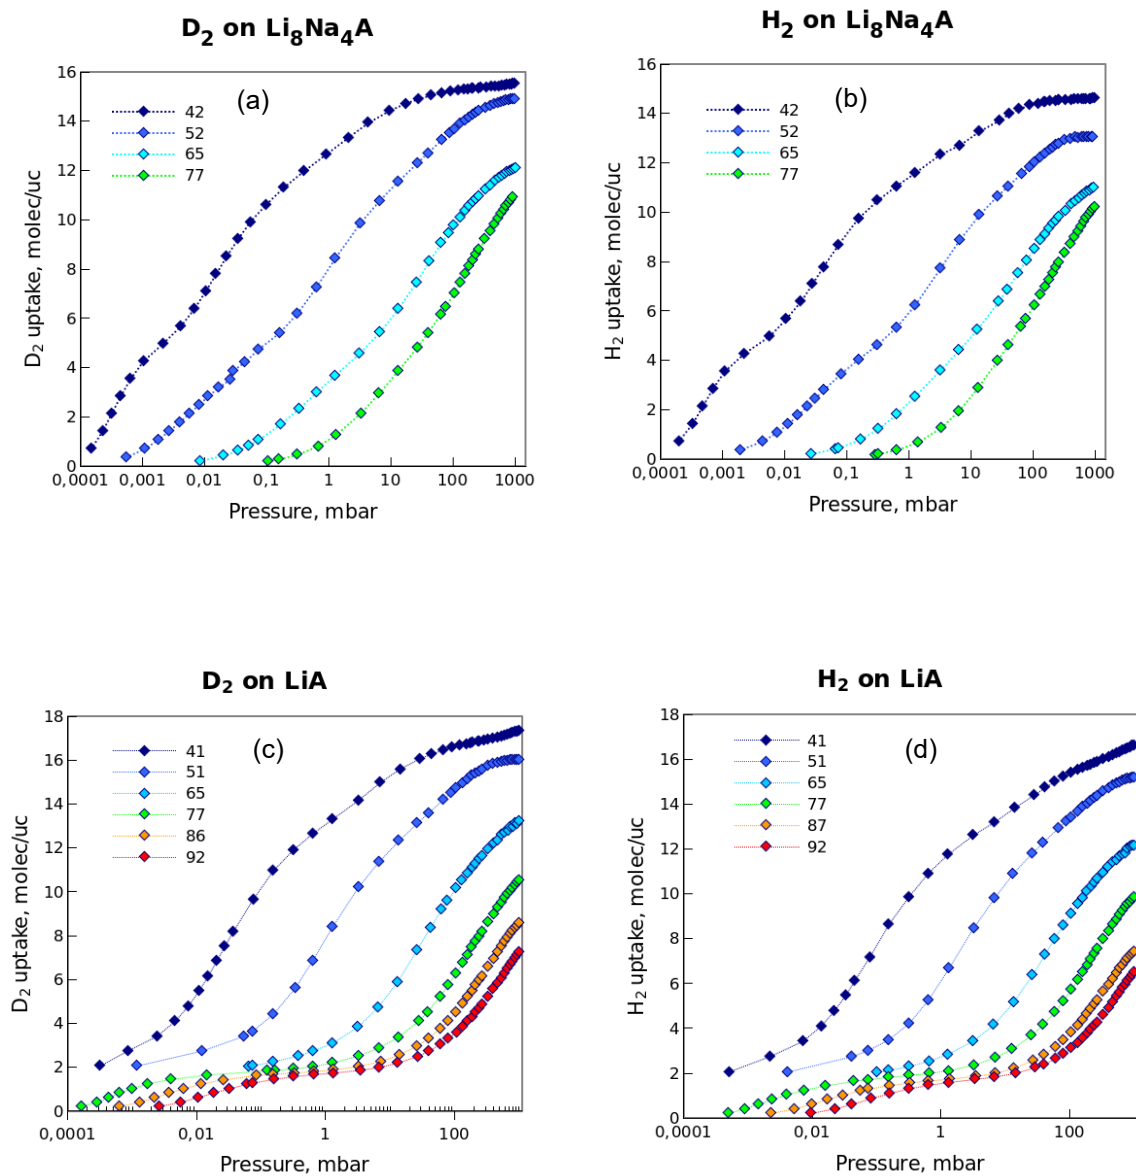 D₂ on Li₈Na₄A
H₂ on Li₈Na₄A
(a)
42
52
65
77
16
14
12
10
8
6
4
2
0
D₂ uptake, molec/uc
0,0001 0,001 0,01 0,1 1 10 100 1000
Pressure, mbar
(b)
42
52
65
77
16
14
12
10
8
6
4
2
0
H₂ uptake, molec/uc
0,0001 0,001 0,01 0,1 1 10 100 1000
Pressure, mbar
D₂ on LiA
H₂ on LiA
(c)
41
51
65
77
86
92
18
16
14
12
10
8
6
4
2
0
D₂ uptake, molec/uc
0,0001 0,01 1 100
Pressure, mbar
(d)
41
51
65
77
87
92
18
16
14
12
10
8
6
4
2
0
H₂ uptake, molec/uc
0,0001 0,01 1 100
Pressure, mbar